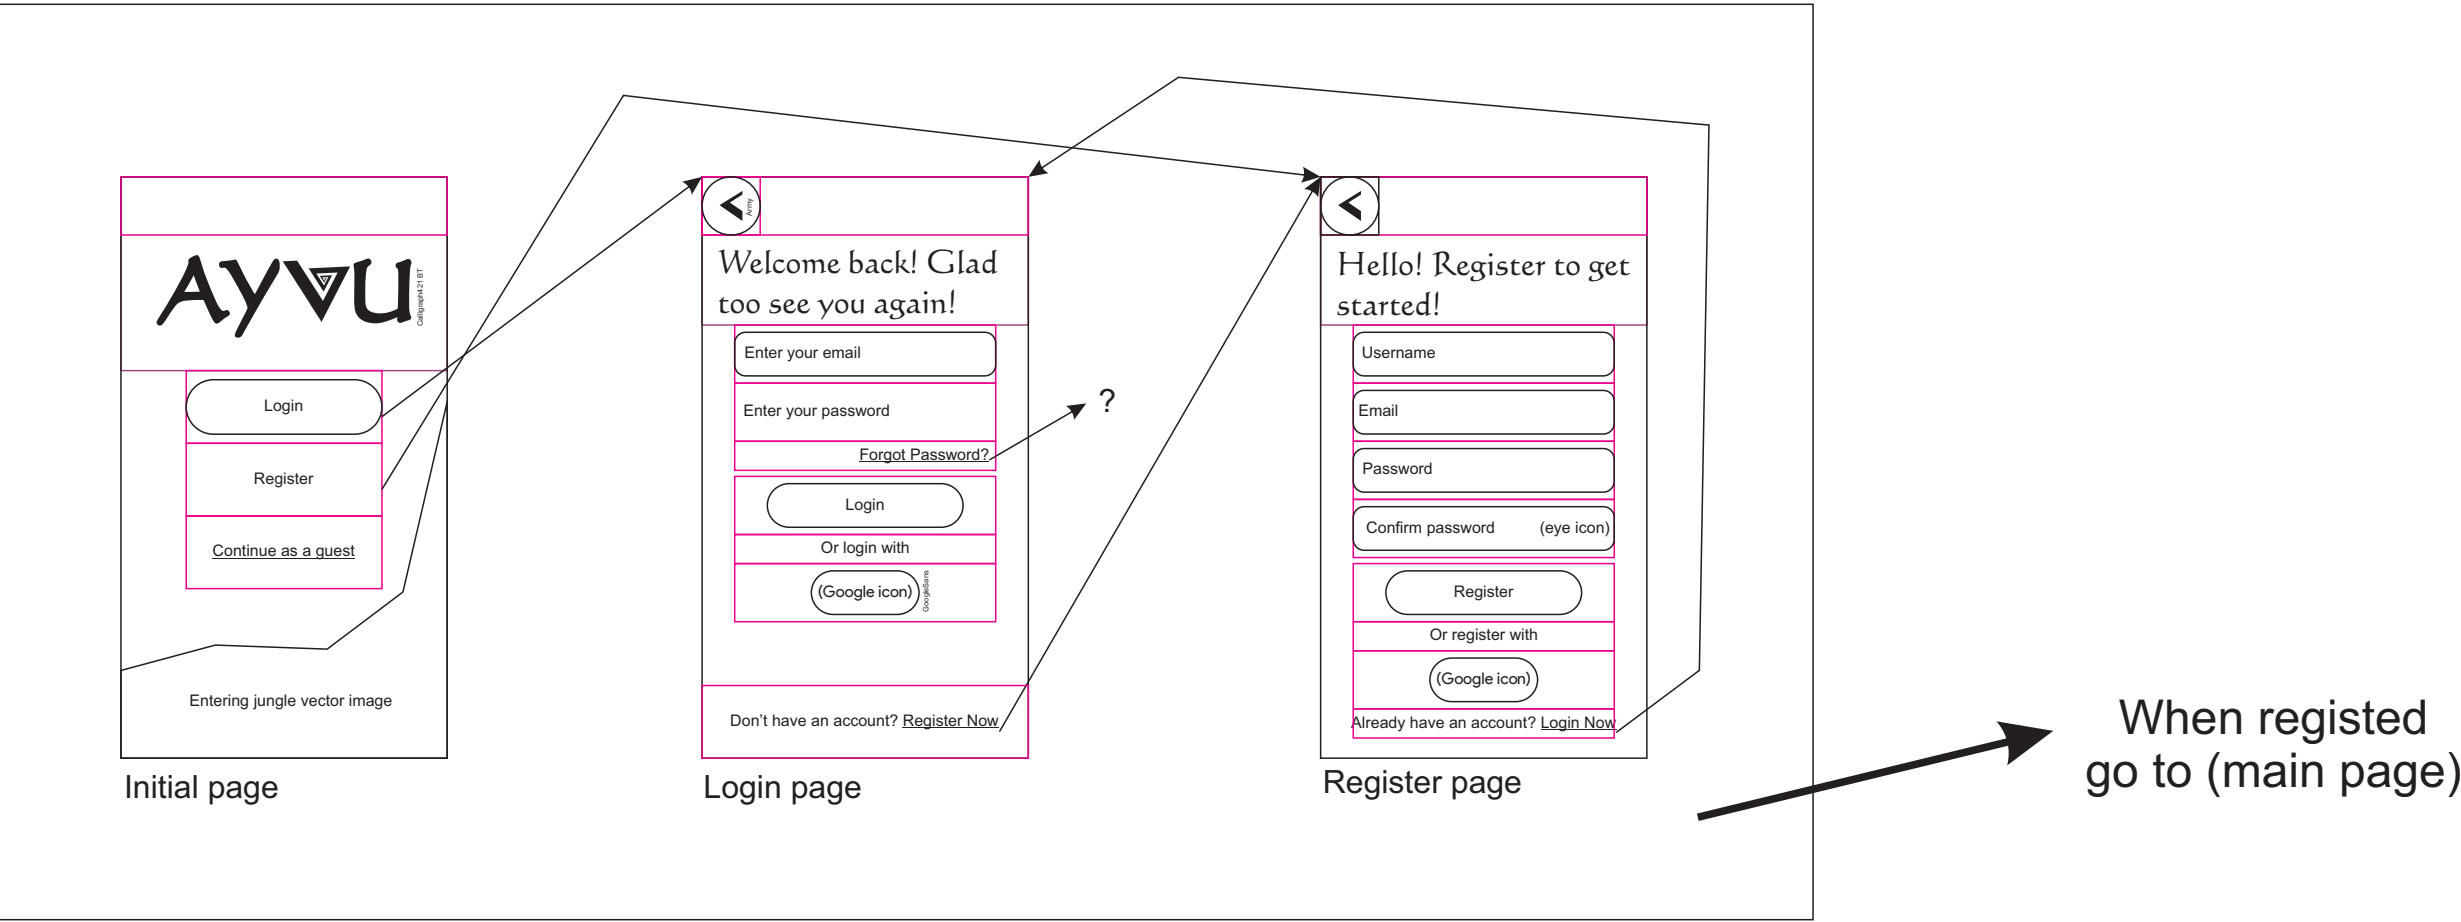 Ayvu
Calligraph421 BT
Login
Register
Continue as a guest
Entering jungle vector image
Initial page
Army
Welcome back! Glad
too see you again!
Enter your email
Enter your password
Forgot Password?
?
Login
Or login with
(Google icon)
GoogleSans
Don't have an account? Register Now
Login page
Hello! Register to get
started!
Username
Email
Password
Confirm password (eye icon)
Register
Or register with
(Google icon)
Already have an account? Login Now
Register page
When registed
go to (main page)